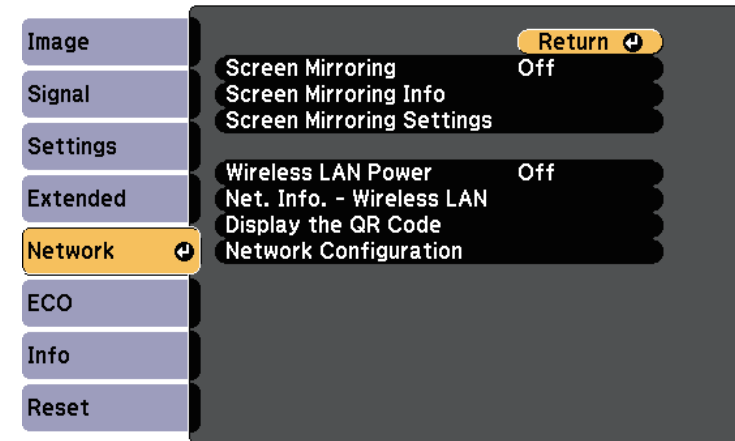 Image
Signal
Settings
Extended
Network
ECO
Info
Reset
Return
Screen Mirroring Off
Screen Mirroring Info
Screen Mirroring Settings
Wireless LAN Power Off
Net. Info. - Wireless LAN
Display the QR Code
Network Configuration